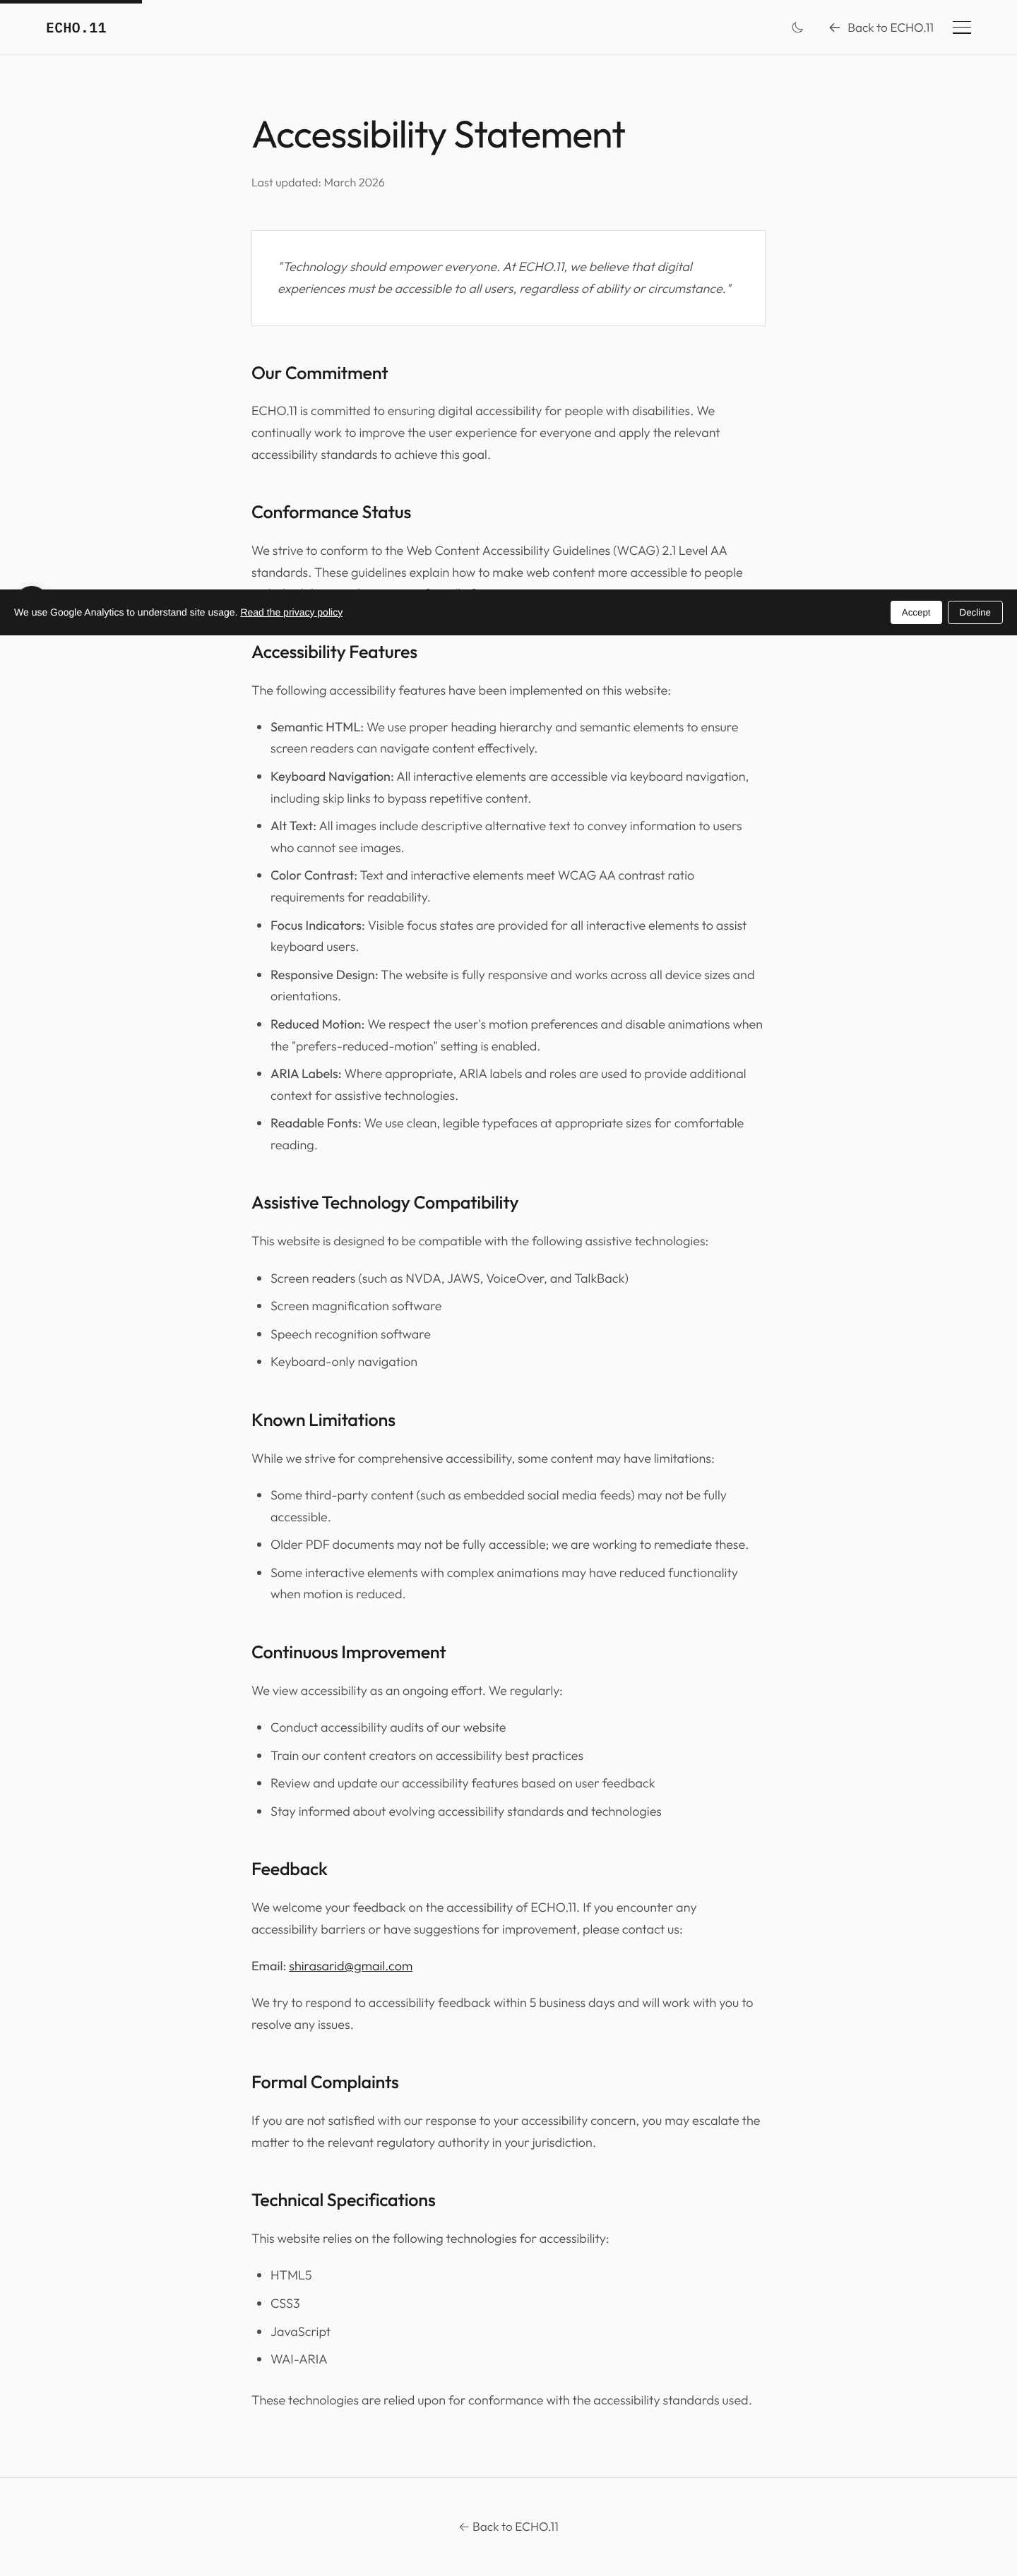 ECHO.11
← Back to ECHO.11
Accessibility Statement
Last updated: March 2026
"Technology should empower everyone. At ECHO.11, we believe that digital
experiences must be accessible to all users, regardless of ability or circumstance."
Our Commitment
ECHO.11 is committed to ensuring digital accessibility for people with disabilities. We
continually work to improve the user experience for everyone and apply the relevant
accessibility standards to achieve this goal.
Conformance Status
We strive to conform to the Web Content Accessibility Guidelines (WCAG) 2.1 Level AA
standards. These guidelines explain how to make web content more accessible to people
We use Google Analytics to understand site usage. Read the privacy policy
Accept
Decline
Accessibility Features
The following accessibility features have been implemented on this website:
• Semantic HTML: We use proper heading hierarchy and semantic elements to ensure
screen readers can navigate content effectively.
• Keyboard Navigation: All interactive elements are accessible via keyboard navigation,
including skip links to bypass repetitive content.
• Alt Text: All images include descriptive alternative text to convey information to users
who cannot see images.
• Color Contrast: Text and interactive elements meet WCAG AA contrast ratio
requirements for readability.
• Focus Indicators: Visible focus states are provided for all interactive elements to assist
keyboard users.
• Responsive Design: The website is fully responsive and works across all device sizes and
orientations.
• Reduced Motion: We respect the user's motion preferences and disable animations when
the "prefers-reduced-motion" setting is enabled.
• ARIA Labels: Where appropriate, ARIA labels and roles are used to provide additional
context for assistive technologies.
• Readable Fonts: We use clean, legible typefaces at appropriate sizes for comfortable
reading.
Assistive Technology Compatibility
This website is designed to be compatible with the following assistive technologies:
• Screen readers (such as NVDA, JAWS, VoiceOver, and TalkBack)
• Screen magnification software
• Speech recognition software
• Keyboard-only navigation
Known Limitations
While we strive for comprehensive accessibility, some content may have limitations:
• Some third-party content (such as embedded social media feeds) may not be fully
accessible.
• Older PDF documents may not be fully accessible; we are working to remediate these.
• Some interactive elements with complex animations may have reduced functionality
when motion is reduced.
Continuous Improvement
We view accessibility as an ongoing effort. We regularly:
• Conduct accessibility audits of our website
• Train our content creators on accessibility best practices
• Review and update our accessibility features based on user feedback
• Stay informed about evolving accessibility standards and technologies
Feedback
We welcome your feedback on the accessibility of ECHO.11. If you encounter any
accessibility barriers or have suggestions for improvement, please contact us:
Email: shirasarid@gmail.com
We try to respond to accessibility feedback within 5 business days and will work with you to
resolve any issues.
Formal Complaints
If you are not satisfied with our response to your accessibility concern, you may escalate the
matter to the relevant regulatory authority in your jurisdiction.
Technical Specifications
This website relies on the following technologies for accessibility:
• HTML5
• CSS3
• JavaScript
• WAI-ARIA
These technologies are relied upon for conformance with the accessibility standards used.
← Back to ECHO.11